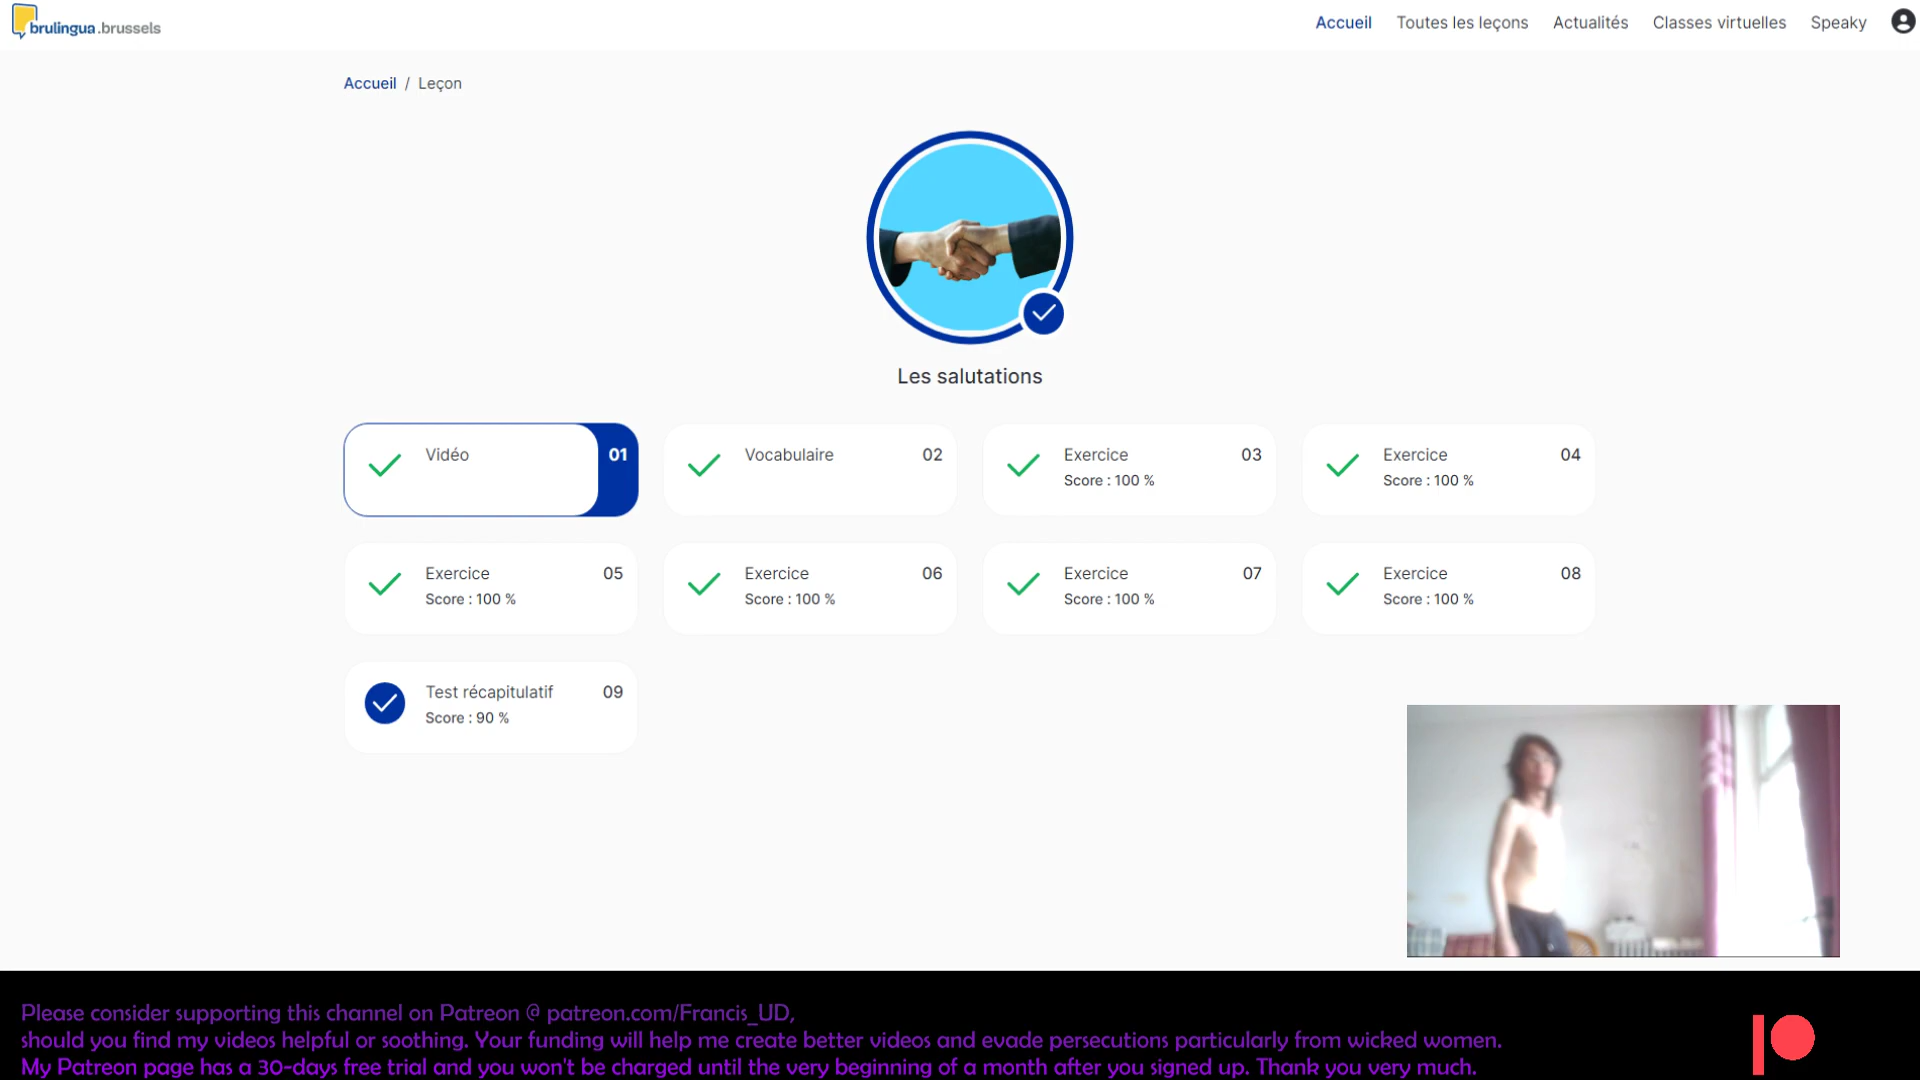 brulingua.brussels
Accueil Toutes les leçons Actualités Classes virtuelles Speaky
Accueil / Leçon
Les salutations
Vidéo 01
Vocabulaire 02
Exercice 03
Score : 100 %
Exercice 04
Score : 100 %
Exercice 05
Score : 100 %
Exercice 06
Score : 100 %
Exercice 07
Score : 100 %
Exercice 08
Score : 100 %
Test récapitulatif 09
Score : 90 %
Please consider supporting this channel on Patreon @ patreon.com/Francis_UD,
should you find my videos helpful or soothing. Your funding will help me create better videos and evade persecutions particularly from wicked women.
My Patreon page has a 30-days free trial and you won't be charged until the very beginning of a month after you signed up. Thank you very much.